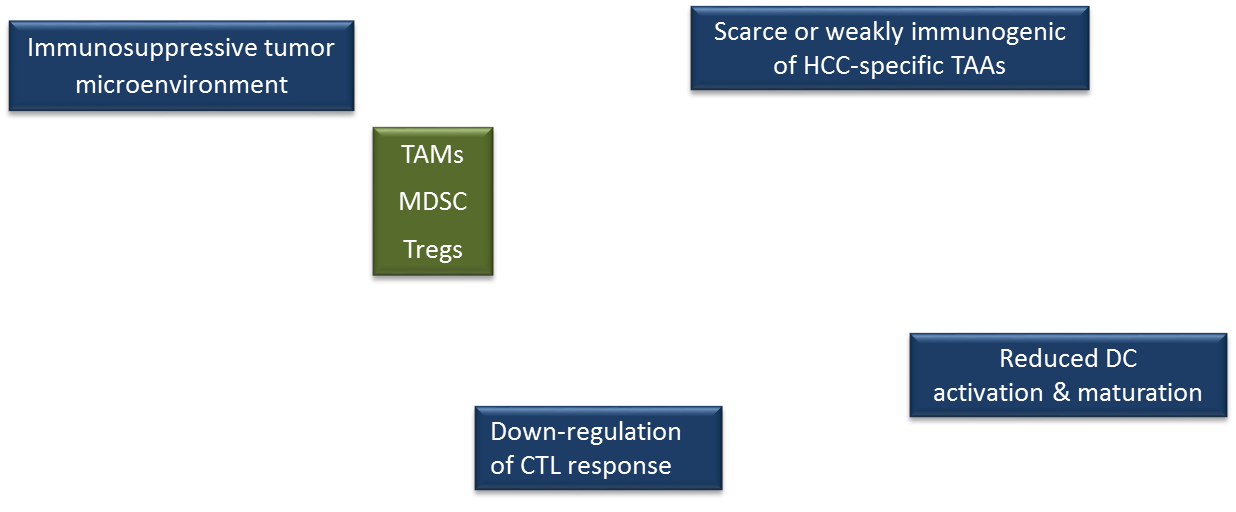 Immunosuppressive tumor
microenvironment
Scarce or weakly immunogenic
of HCC-specific TAAs
TAMs
MDSC
Tregs
Reduced DC
activation & maturation
Down-regulation
of CTL response